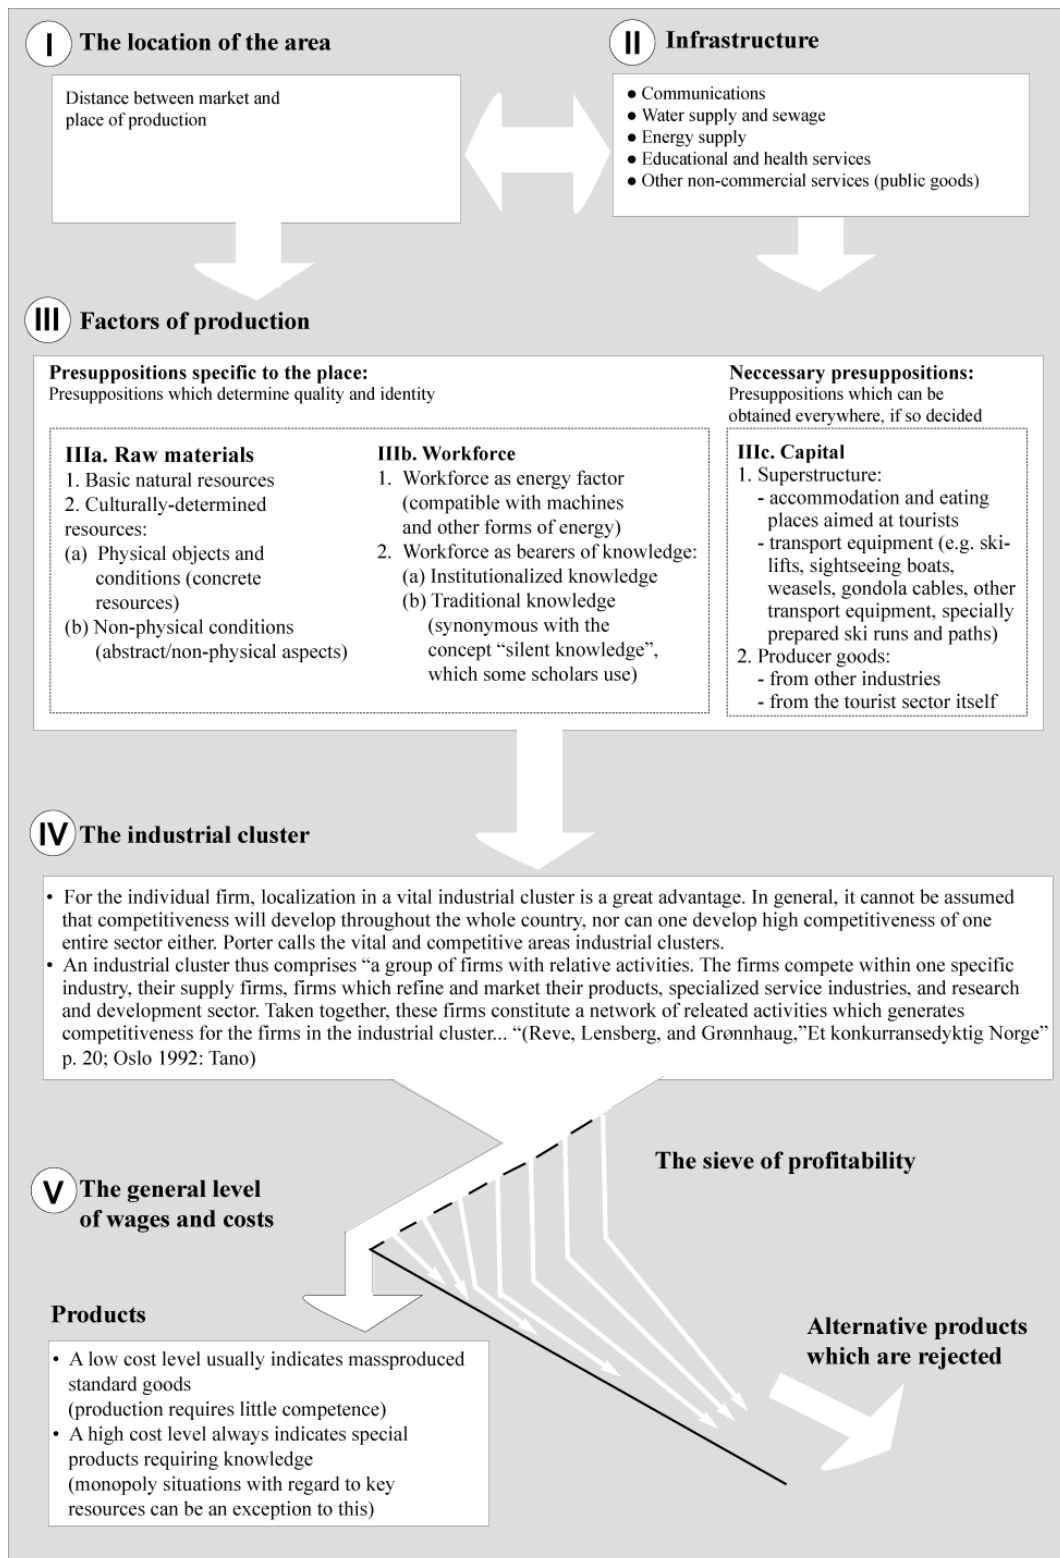 I
The location of the area
Distance between market and
place of production
II
Infrastructure
● Communications
● Water supply and sewage
● Energy supply
● Educational and health services
● Other non-commercial services (public goods)
III
Factors of production
Presuppositions specific to the place:
Presuppositions which determine quality and identity
IIIa. Raw materials
1. Basic natural resources
2. Culturally-determined
resources:
(a) Physical objects and
conditions (concrete
resources)
(b) Non-physical conditions
(abstract/non-physical aspects)
IIIb. Workforce
1. Workforce as energy factor
(compatible with machines
and other forms of energy)
2. Workforce as bearers of knowledge:
(a) Institutionalized knowledge
(b) Traditional knowledge
(synonymous with the
concept “silent knowledge”,
which some scholars use)
Neccessary presuppositions:
Presuppositions which can be
obtained everywhere, if so decided
IIIc. Capital
1. Superstructure:
- accommodation and eating
places aimed at tourists
- transport equipment (e.g. ski-
lifts, sightseeing boats,
weasels, gondola cables, other
transport equipment, specially
prepared ski runs and paths)
2. Producer goods:
- from other industries
- from the tourist sector itself
IV
The industrial cluster
• For the individual firm, localization in a vital industrial cluster is a great advantage. In general, it cannot be assumed
that competitiveness will develop throughout the whole country, nor can one develop high competitiveness of one
entire sector either. Porter calls the vital and competitive areas industrial clusters.
• An industrial cluster thus comprises “a group of firms with relative activities. The firms compete within one specific
industry, their supply firms, firms which refine and market their products, specialized service industries, and research
and development sector. Taken together, these firms constitute a network of releated activities which generates
competitiveness for the firms in the industrial cluster... “(Reve, Lensberg, and Grønnhaug,”Et konkurransedyktig Norge”
p. 20; Oslo 1992: Tano)
The sieve of profitability
V
The general level
of wages and costs
Products
• A low cost level usually indicates massproduced
standard goods
(production requires little competence)
• A high cost level always indicates special
products requiring knowledge
(monopoly situations with regard to key
resources can be an exception to this)
Alternative products
which are rejected